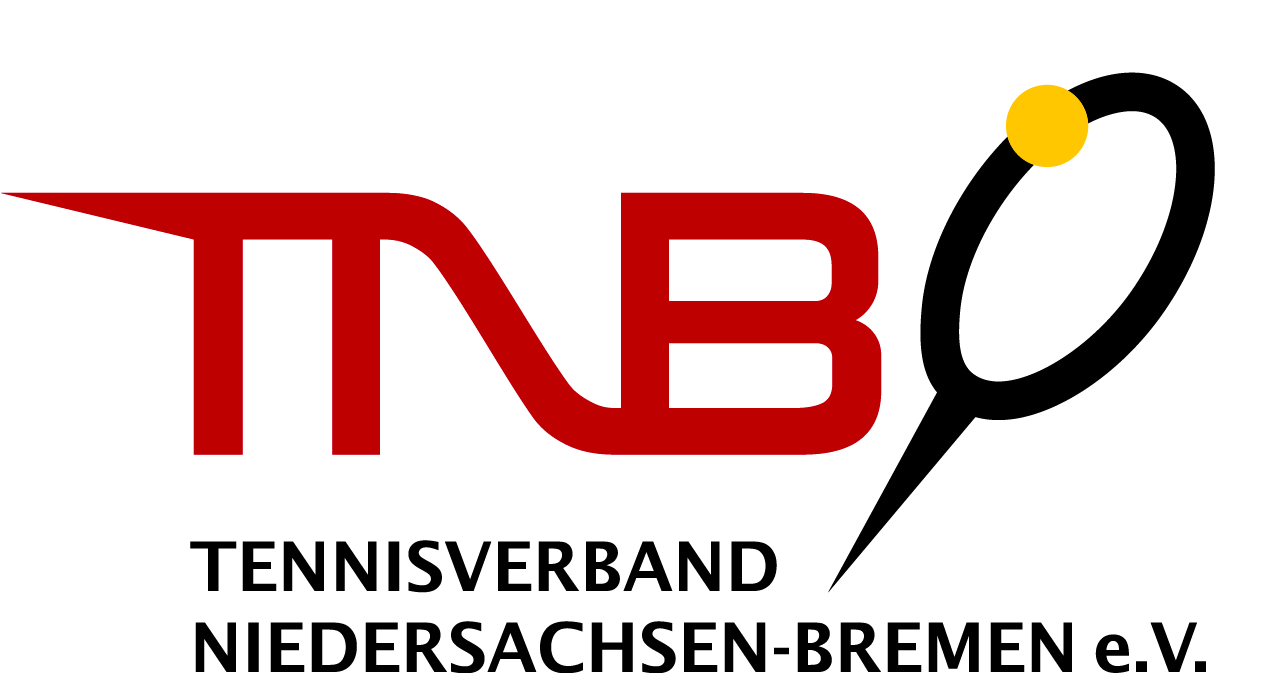 TNB
TENNISVERBAND
NIEDERSACHSEN-BREMEN e.V.